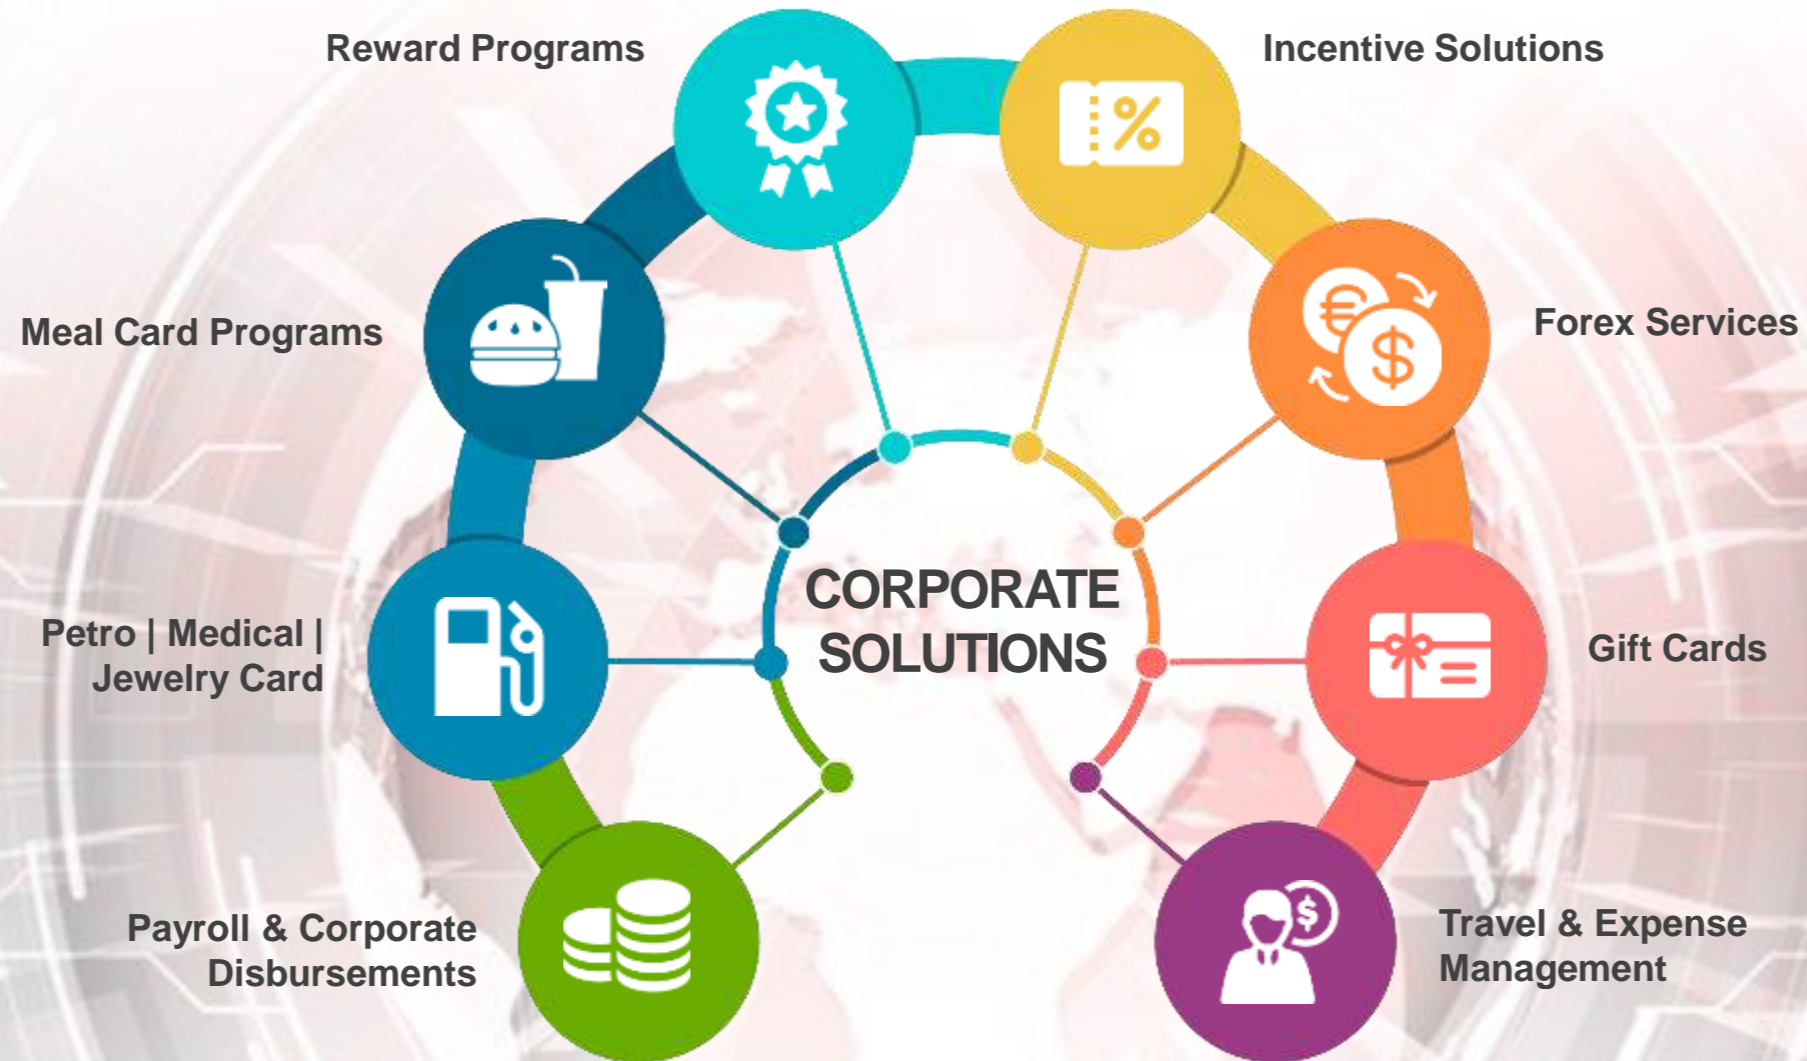 Reward Programs
Incentive Solutions
Meal Card Programs
Forex Services
CORPORATE
SOLUTIONS
Petro | Medical |
Jewelry Card
Gift Cards
Payroll & Corporate
Disbursements
Travel & Expense
Management